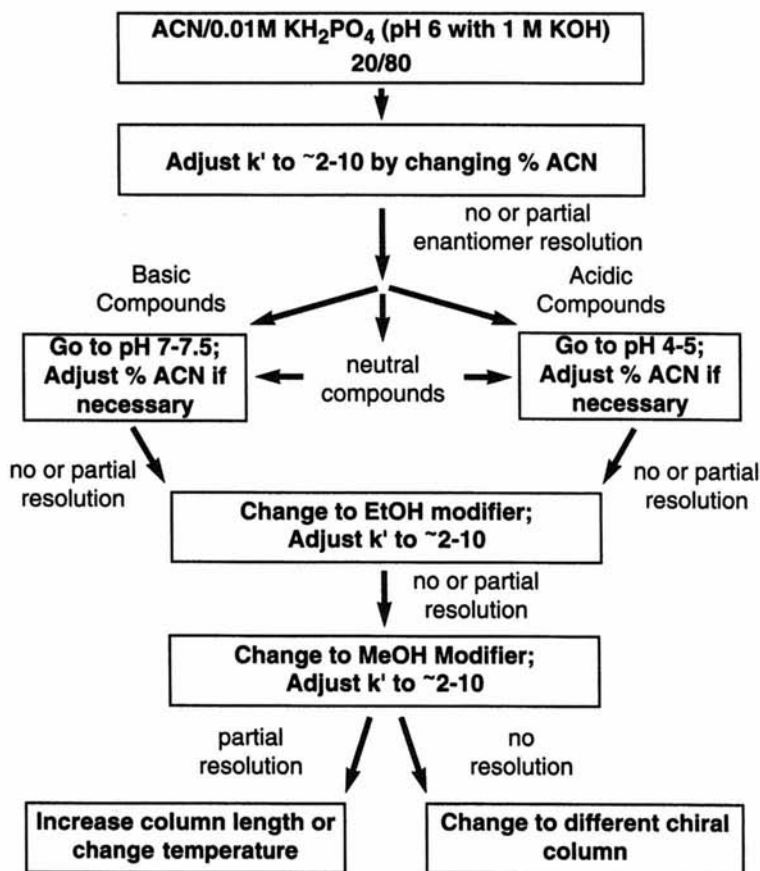 ACN/0.01M KH₂PO₄ (pH 6 with 1 M KOH)
20/80
Adjust k' to ~2-10 by changing % ACN
no or partial
enantiomer resolution
Basic
Compounds
Acidic
Compounds
Go to pH 7-7.5;
Adjust % ACN if
necessary
neutral
compounds
Go to pH 4-5;
Adjust % ACN if
necessary
no or partial
resolution
no or partial
resolution
Change to EtOH modifier;
Adjust k' to ~2-10
no or partial
resolution
Change to MeOH Modifier;
Adjust k' to ~2-10
partial
resolution
no
resolution
Increase column length or
change temperature
Change to different chiral
column